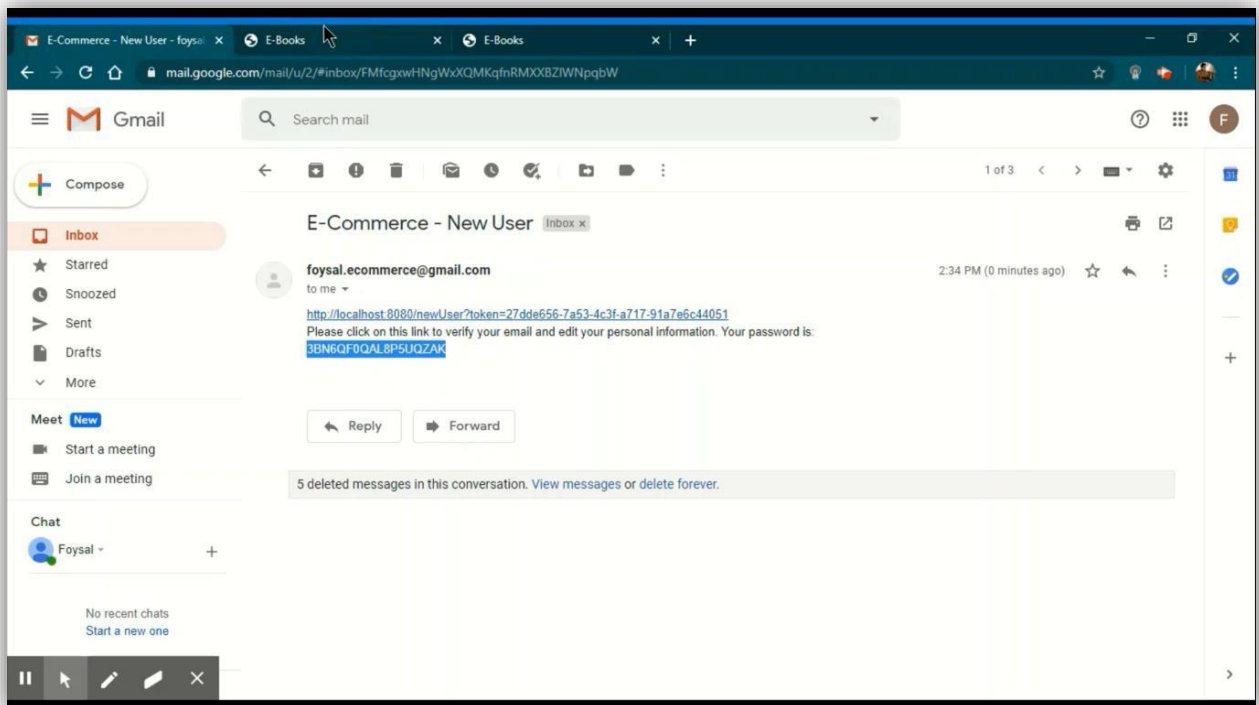 E-Commerce - New User - foysa
E-Books
E-Books
mail.google.com/mail/u/2/#inbox/FMfcgxwHNgWxXQMKqfnRMXXBZlWNpqbW
Gmail
Search mail
F
Compose
1 of 3
31
Inbox
Starred
Snoozed
Sent
Drafts
More
E-Commerce - New User Inbox x
foysal.ecommerce@gmail.com
2:34 PM (0 minutes ago)
to me
http://localhost:8080/newUser?token=27dde656-7a53-4c3f-a717-91a7e6c44051
Please click on this link to verify your email and edit your personal information. Your password is:
3BN6QF0QAL8P5UQZAK
Reply
Forward
5 deleted messages in this conversation. View messages or delete forever.
Meet New
Start a meeting
Join a meeting
Chat
Foysal
No recent chats
Start a new one